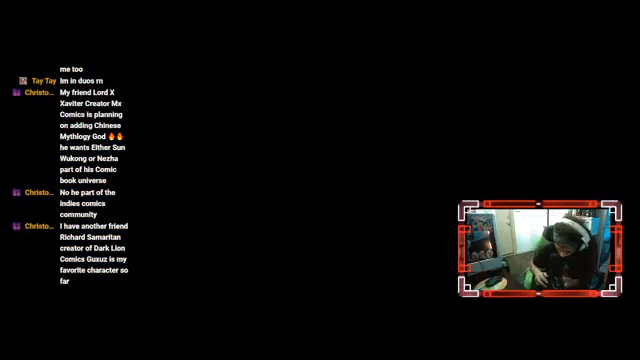 me too
Tay Tay Im in duos rn
Christo... My friend Lord X
Xaviter Creator Mx
Comics is planning
on adding Chinese
Mythlogy God 🔥🔥
he wants Either Sun
Wukong or Nezha
part of his Comic
book universe
Christo... No he part of the
indies comics
community
Christo... I have another friend
Richard Samaritan
creator of Dark Lion
Comics Guxuz is my
favorite character so
far